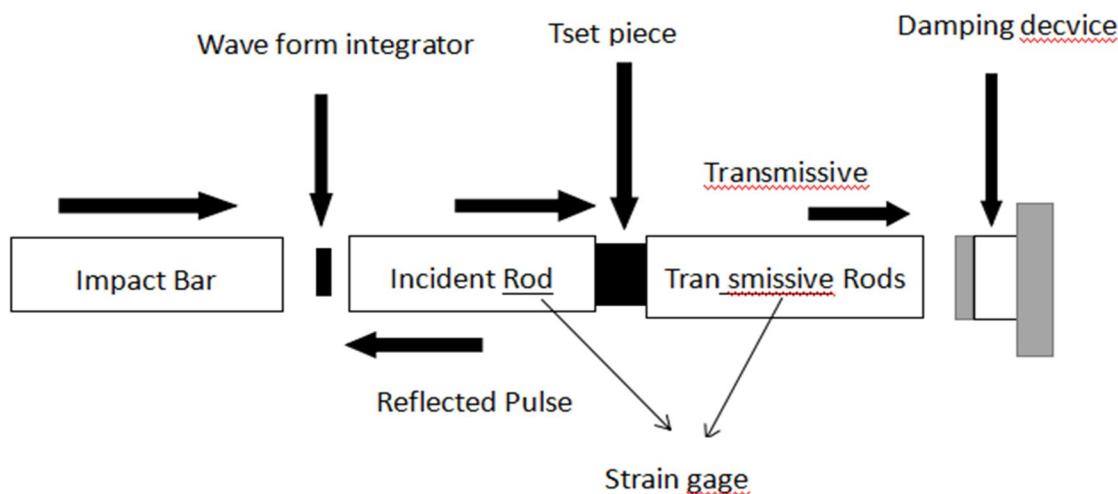 Wave form integrator
Tset piece
Damping decvice
Transmissive
Impact Bar
Incident Rod
Tran smissive Rods
Reflected Pulse
Strain gage